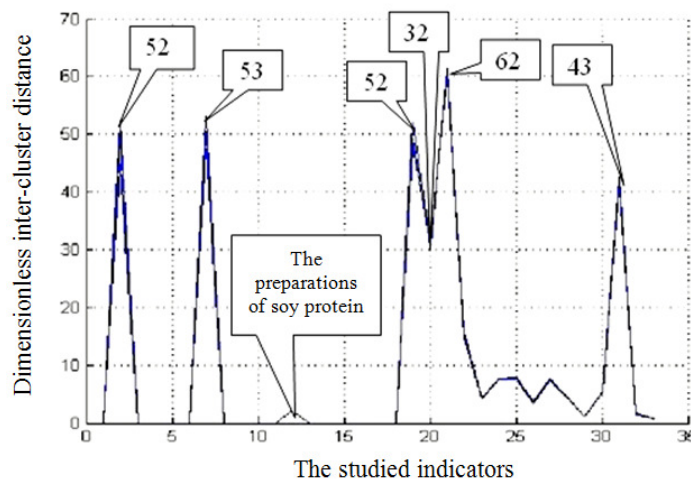 70
60
50
40
30
20
10
0
Dimensionless inter-cluster distance
52
53
52
32
62
43
The
preparations
of soy protein
0 5 10 15 20 25 30 35
The studied indicators